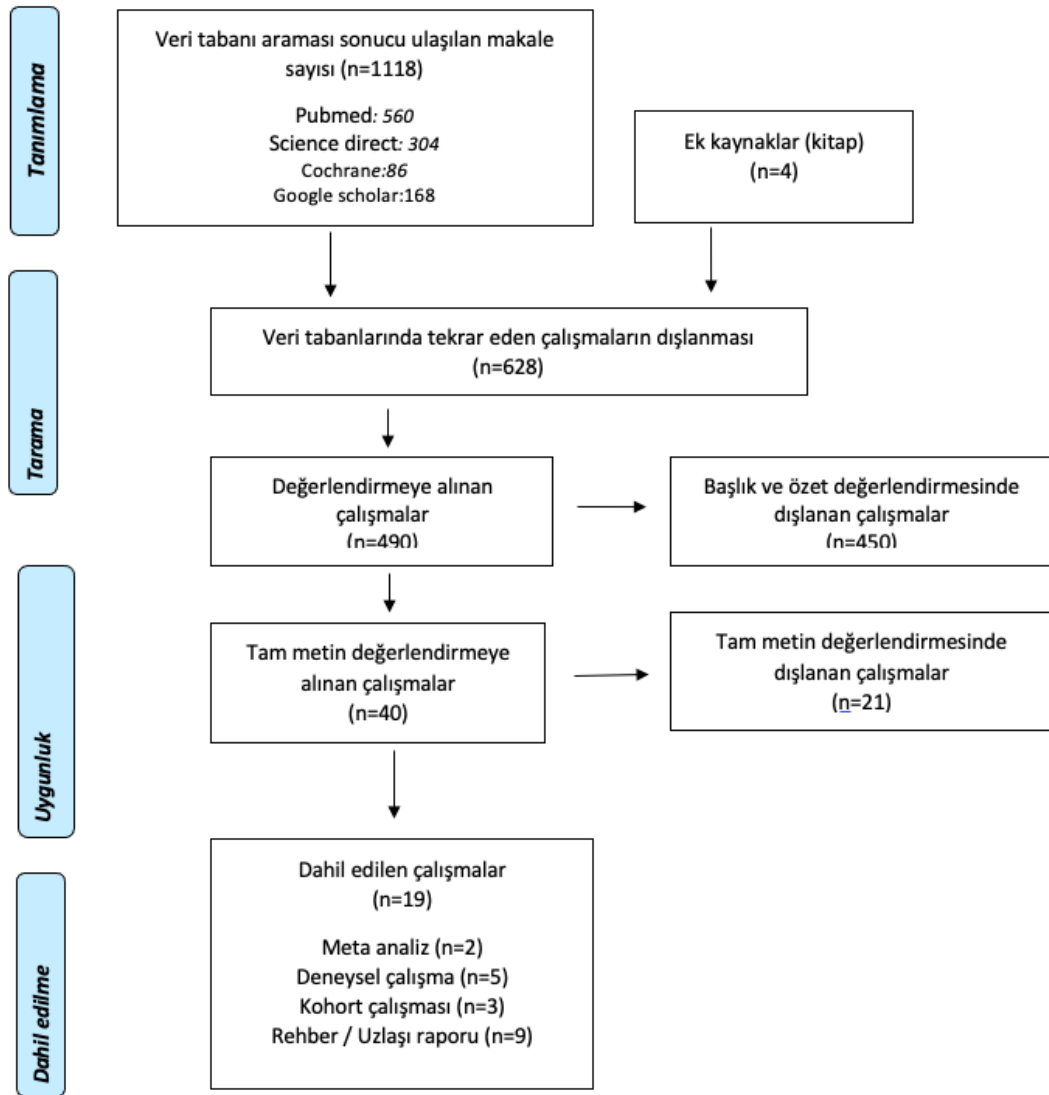 Tanımlama
Veri tabanı araması sonucu ulaşılan makale
sayısı (n=1118)
Pubmed: 560
Science direct: 304
Cochrane:86
Google scholar:168
Ek kaynaklar (kitap)
(n=4)
Tarama
Veri tabanlarında tekrar eden çalışmaların dışlanması
(n=628)
Değerlendirmeye alınan
çalışmalar
(n=490)
Başlık ve özet değerlendirmesinde
dışlanan çalışmalar
(n=450)
Uygunluk
Tam metin değerlendirmeye
alınan çalışmalar
(n=40)
Tam metin değerlendirmesinde
dışlanan çalışmalar
(n=21)
Dahil edilme
Dahil edilen çalışmalar
(n=19)
Meta analiz (n=2)
Deneysel çalışma (n=5)
Kohort çalışması (n=3)
Rehber / Uzlaşı raporu (n=9)